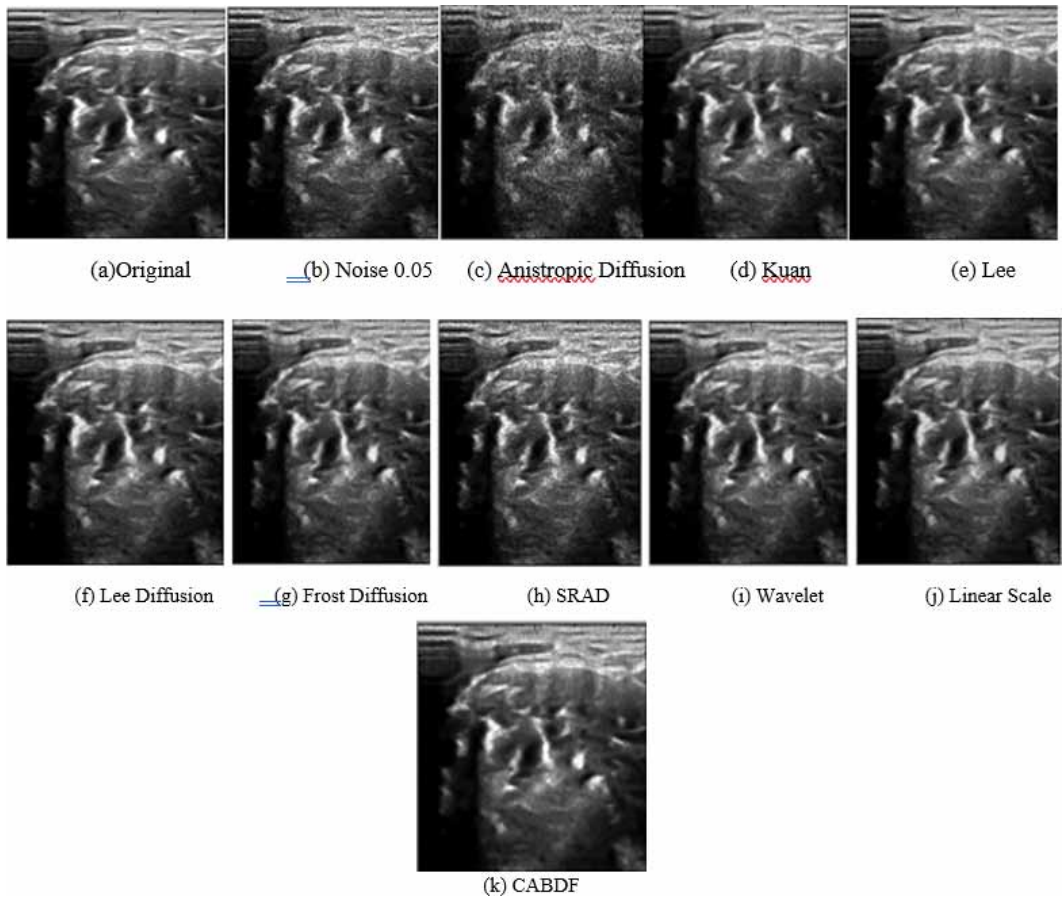 (a)Original (b) Noise 0.05 (c) Anistropic Diffusion (d) Kuan (e) Lee
(f) Lee Diffusion (g) Frost Diffusion (h) SRAD (i) Wavelet (j) Linear Scale
(k) CABDF